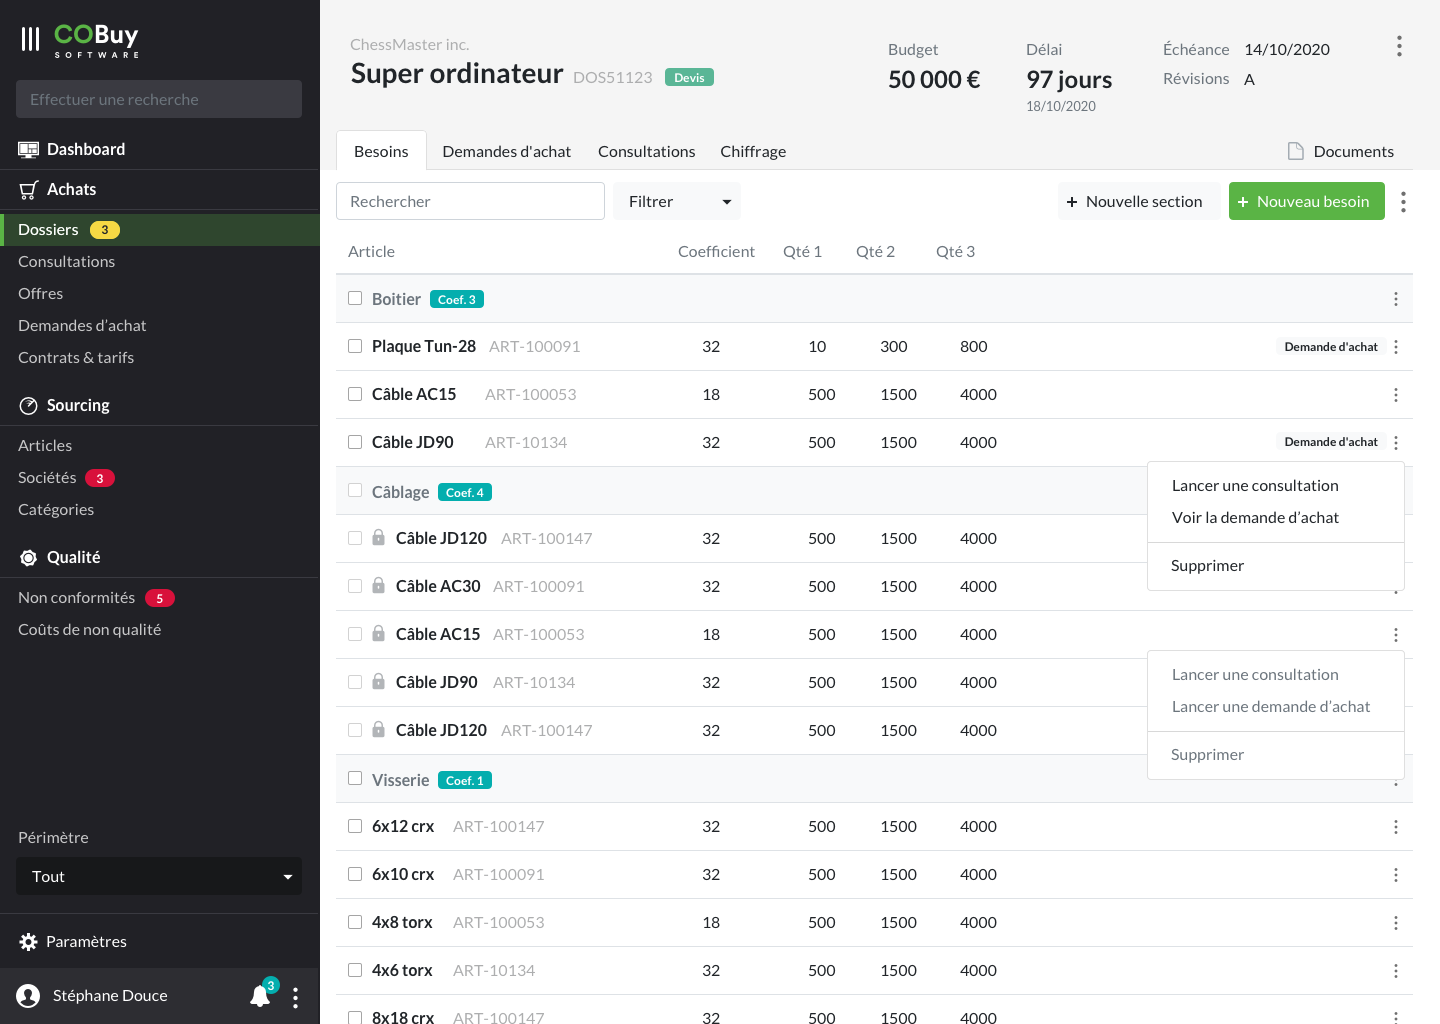 COBuy
SOFTWARE
Effectuer une recherche
Dashboard
Achats
Dossiers 3
Consultations
Offres
Demandes d’achat
Contrats & tarifs
Sourcing
Articles
Sociétés 3
Catégories
Qualité
Non conformités 5
Coûts de non qualité
Périmètre
Tout
Paramètres
Stéphane Douce 3
ChessMaster inc.
Super ordinateur DOS51123 Devis
Budget
50 000 €
Délai
97 jours
18/10/2020
Échéance 14/10/2020
Révisions A
Besoins Demandes d'achat Consultations Chiffrage Documents
Rechercher Filtrer + Nouvelle section + Nouveau besoin
Article Coefficient Qté 1 Qté 2 Qté 3
Boitier Coef. 3
Plaque Tun-28 ART-100091 32 10 300 800 Demande d'achat
Câble AC15 ART-100053 18 500 1500 4000
Câble JD90 ART-10134 32 500 1500 4000 Demande d'achat
Lancer une consultation
Voir la demande d’achat
Supprimer
Câblage Coef. 4
Câble JD120 ART-100147 32 500 1500 4000
Câble AC30 ART-100091 32 500 1500 4000
Câble AC15 ART-100053 18 500 1500 4000
Lancer une consultation
Lancer une demande d’achat
Supprimer
Câble JD90 ART-10134 32 500 1500 4000
Câble JD120 ART-100147 32 500 1500 4000
Visserie Coef. 1
6x12 crx ART-100147 32 500 1500 4000
6x10 crx ART-100091 32 500 1500 4000
4x8 torx ART-100053 18 500 1500 4000
4x6 torx ART-10134 32 500 1500 4000
8x18 crx ART-100147 32 500 1500 4000